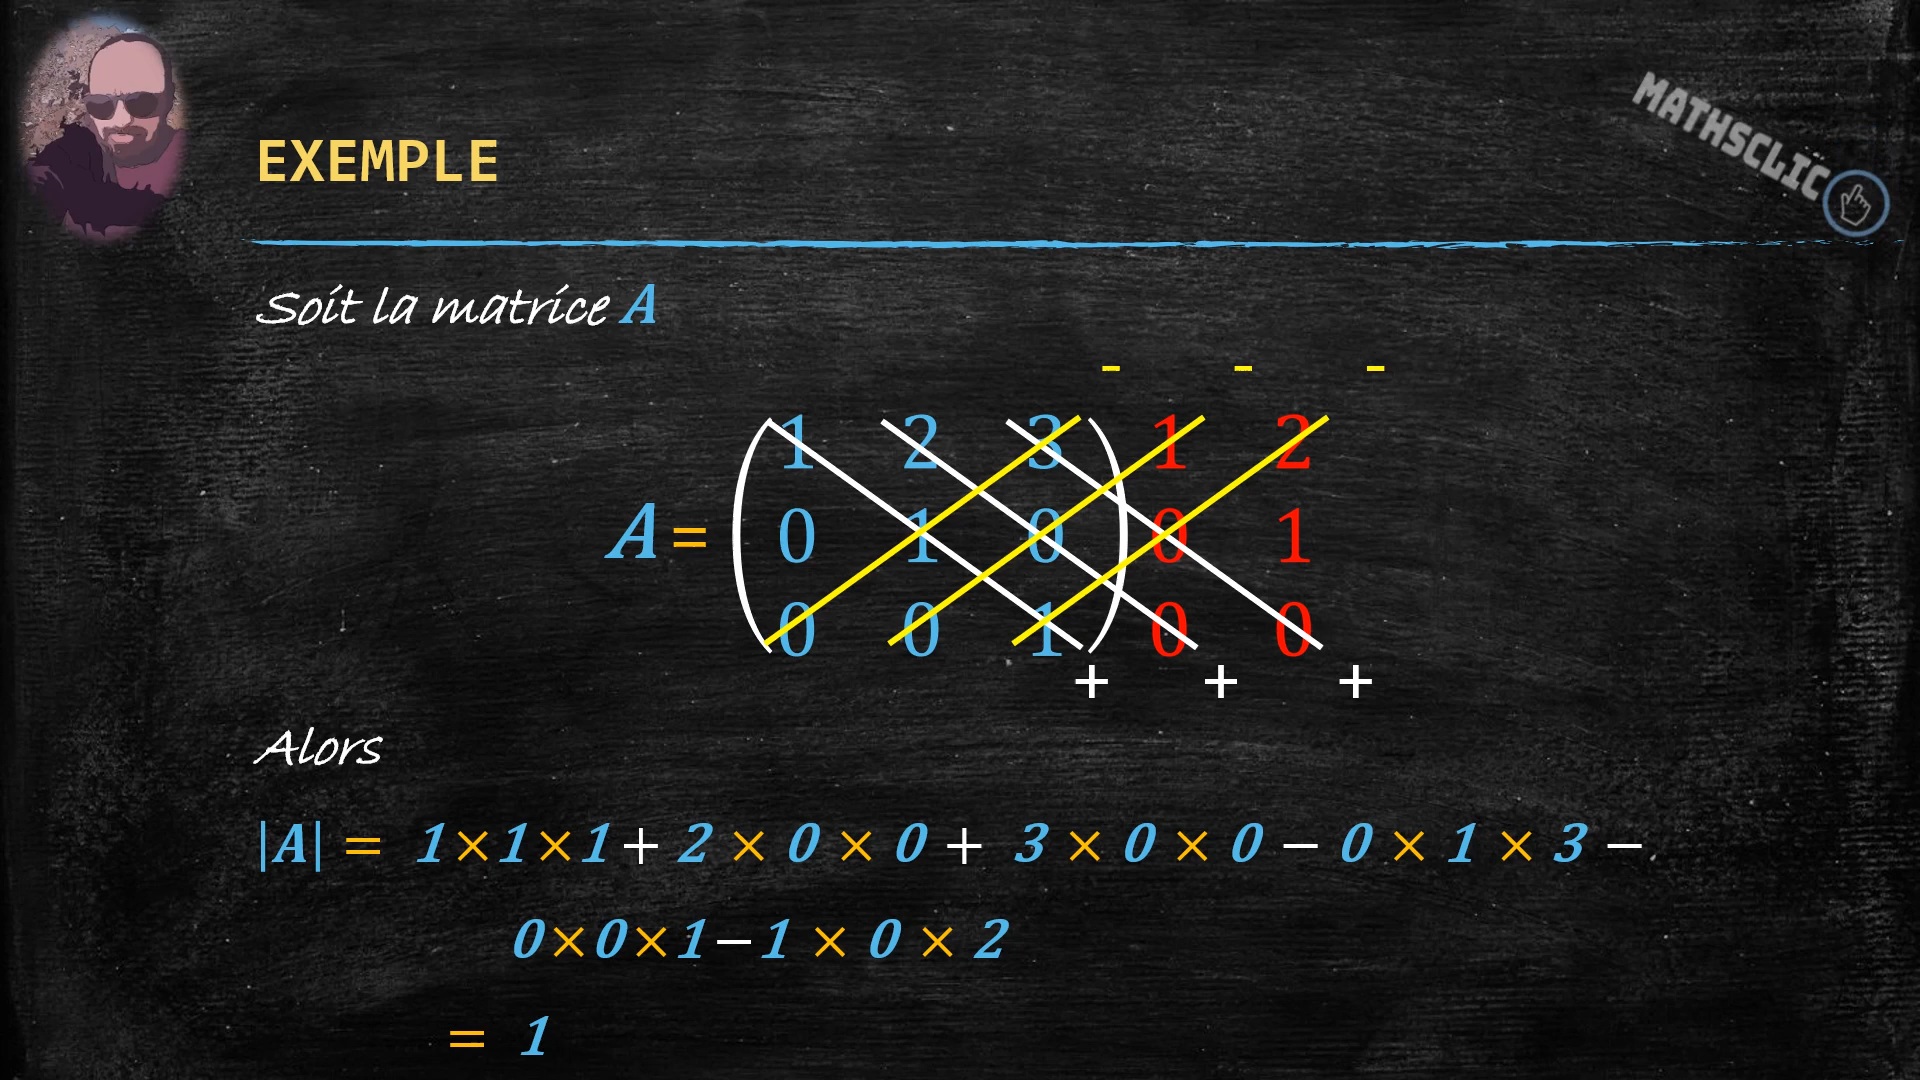 MATHSCLIC
EXEMPLE
Soit la matrice A
- - -
1 2 3 1 2
A = 0 1 0 0 1
0 0 1 0 0
+ + +
Alors
|A| = 1×1×1+ 2 × 0 × 0 + 3 × 0 × 0 − 0 × 1 × 3 −
0×0×1−1 × 0 × 2
= 1